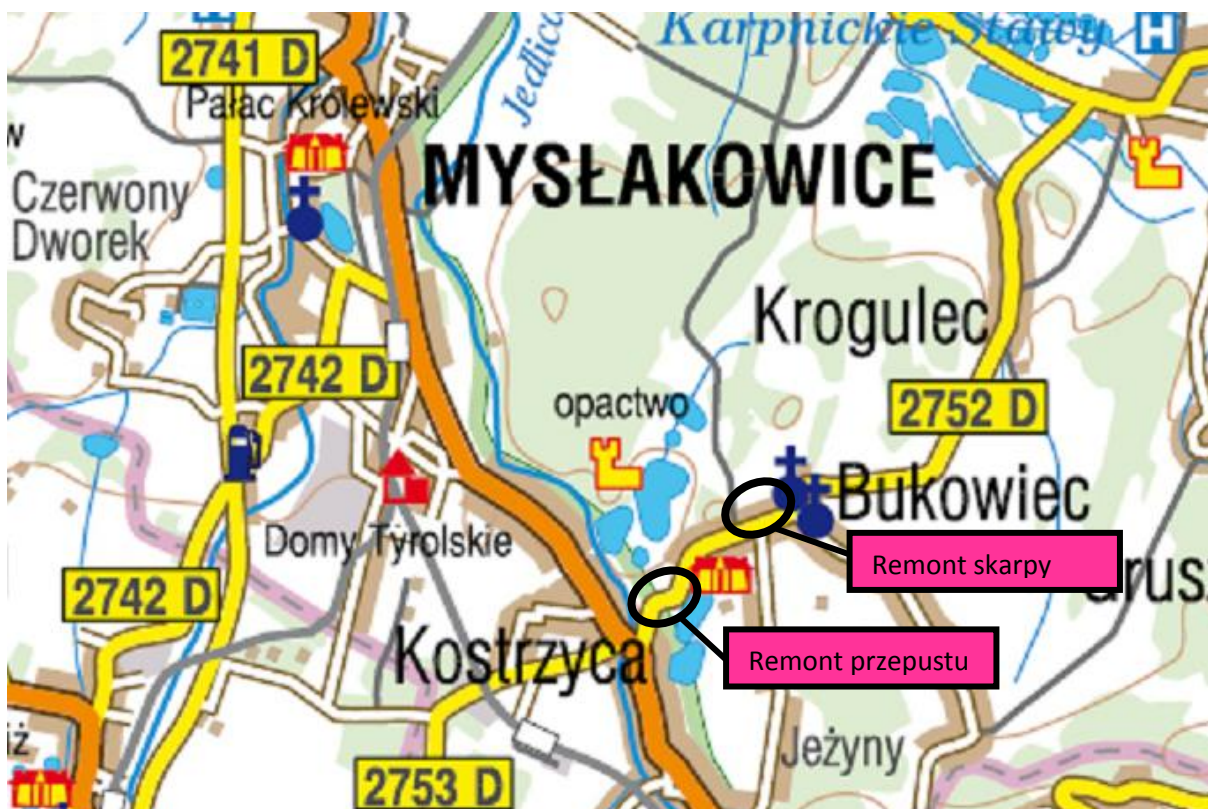 Karpnickie Stawy
H
2741 D
Pałac Królewski
Jedlica
MYSŁAKOWICE
w
Czerwony
Dworek
Krogulec
2742 D
opactwo
2752 D
Bukowiec
Domy Tyrolskie
Remont skarpy
2742 D
Kostrzyca
Remont przepustu
iż
Jeżyny
2753 D